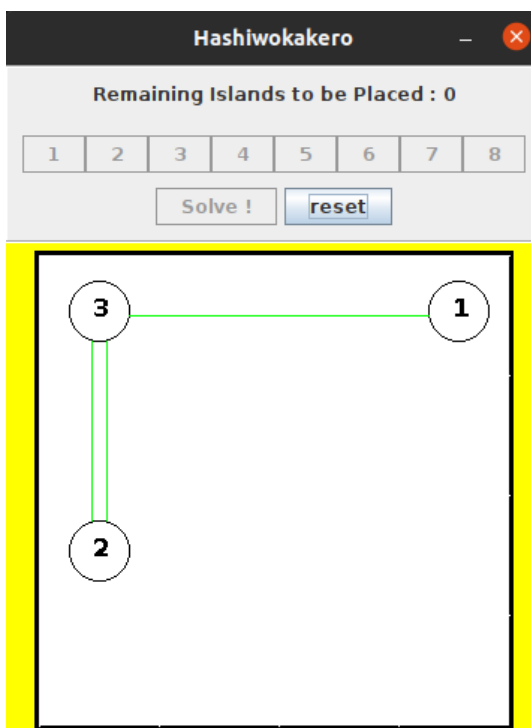 Hashiwokakero
Remaining Islands to be Placed : 0
1 2 3 4 5 6 7 8
Solve ! reset
3 1
2